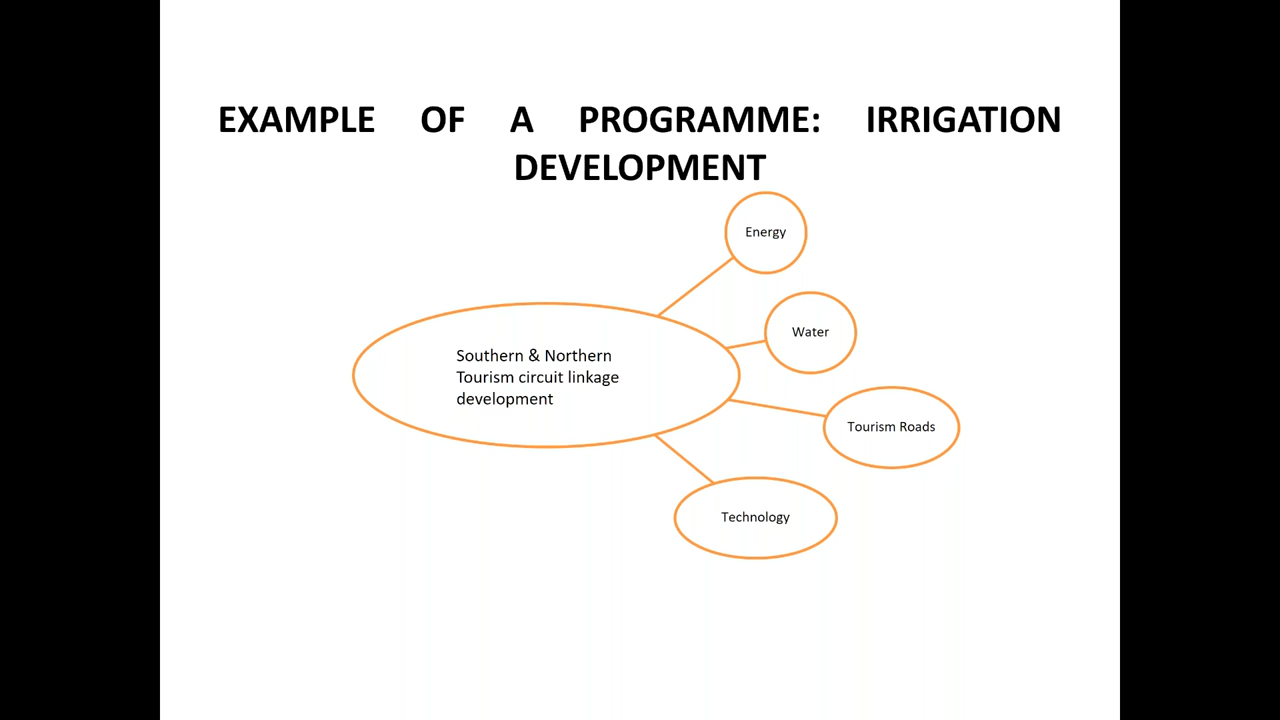 EXAMPLE OF A PROGRAMME: IRRIGATION
DEVELOPMENT
Energy
Water
Southern & Northern
Tourism circuit linkage
development
Tourism Roads
Technology